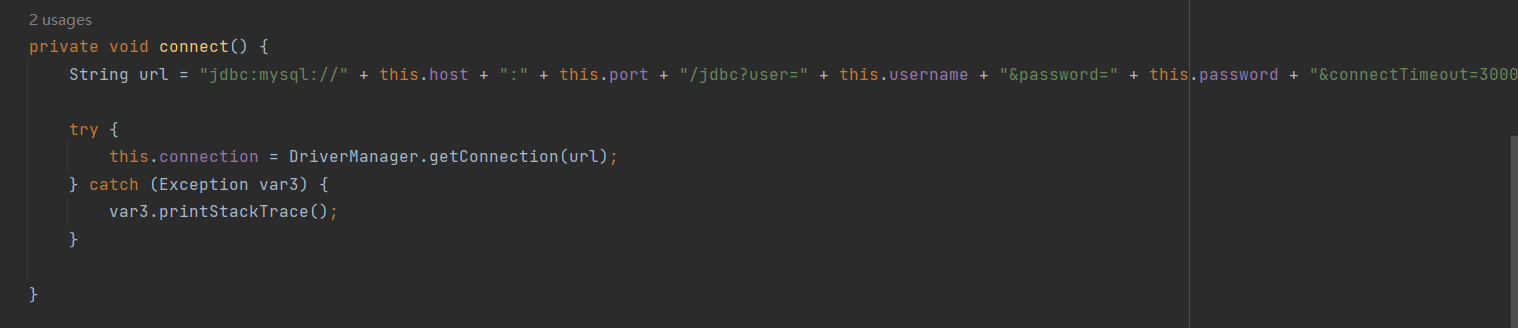 2 usages
private void connect() {
String url = "jdbc:mysql://" + this.host + ":" + this.port + "/jdbc?user=" + this.username + "&password=" + this.password + "&connectTimeout=3000
try {
this.connection = DriverManager.getConnection(url);
} catch (Exception var3) {
var3.printStackTrace();
}
}